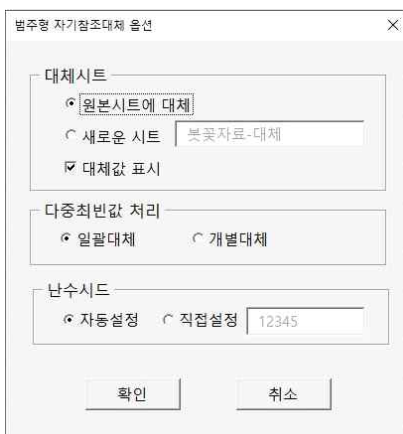 범주형 자기참조대체 옵션
대체시트
원본시트에 대체
새로운 시트 붓꽃자료-대체
대체값 표시
다중최빈값 처리
일괄대체 개별대체
난수시드
자동설정 직접설정 12345
확인 취소